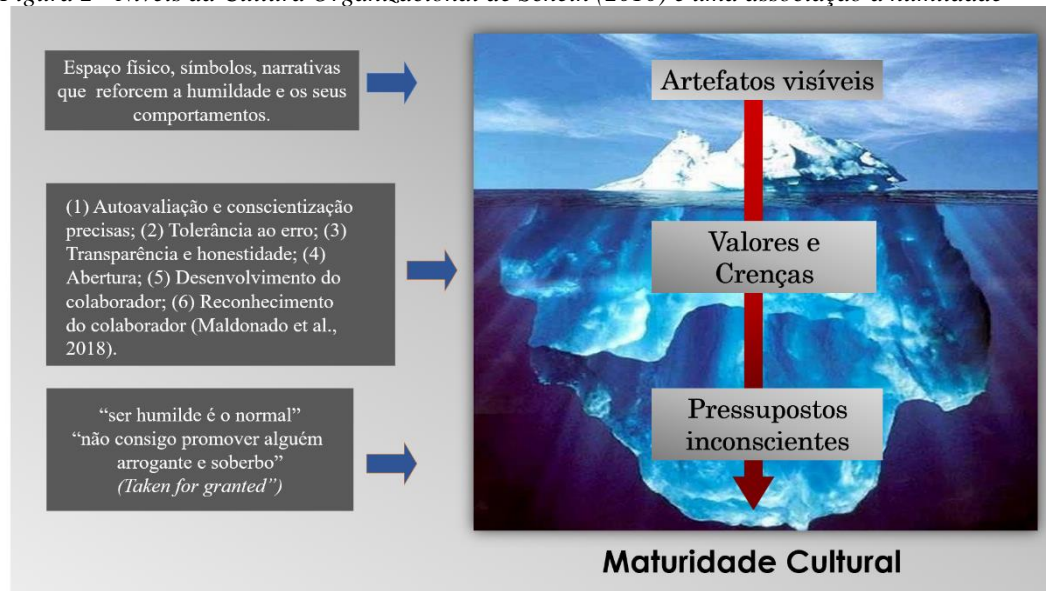 Espaço físico, símbolos, narrativas
que reforcem a humildade e os seus
comportamentos.
(1) Autoavaliação e conscientização
precisas; (2) Tolerância ao erro; (3)
Transparência e honestidade; (4)
Abertura; (5) Desenvolvimento do
colaborador; (6) Reconhecimento
do colaborador (Maldonado et al.,
2018).
“ser humilde é o normal”
“não consigo promover alguém
arrogante e soberbo”
(Taken for granted”)
Artefatos visíveis
Valores e
Crenças
Pressupostos
inconscientes
Maturidade Cultural